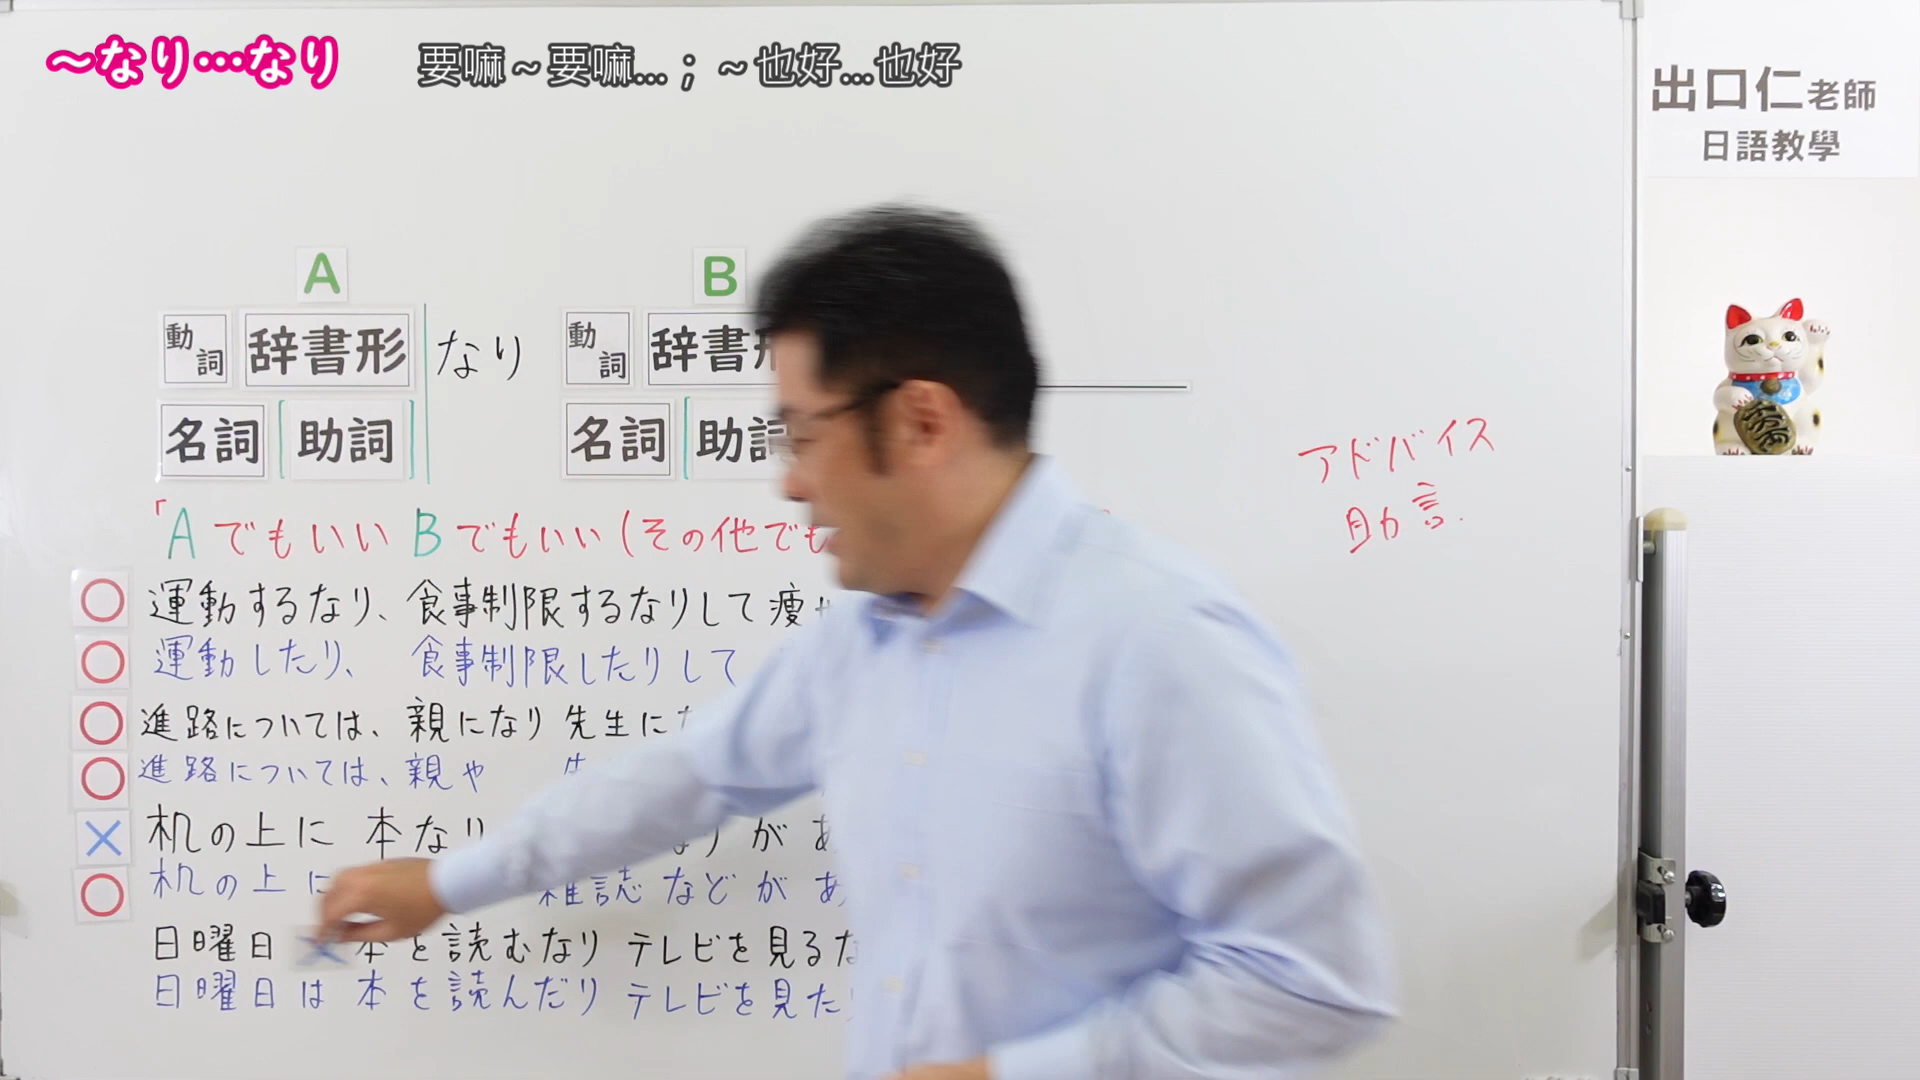 ～なり…なり 要嘛～要嘛...；～也好...也好
出口仁老師
日語教學
A B
動詞 辞書形 なり 動詞 辞書
名詞 助詞 名詞 助
アドバイス
助言.
「AでもいいBでもいい(その他でも
運動するなり、食事制限するなりして痩
運動したり、食事制限したりして
進路については、親になり先生に
進路については、親や
机の上に本なり なりがあ
机の上に 雑誌などがあ
日曜日 本を読むなりテレビを見るな
日曜日は本を読んだりテレビを見た